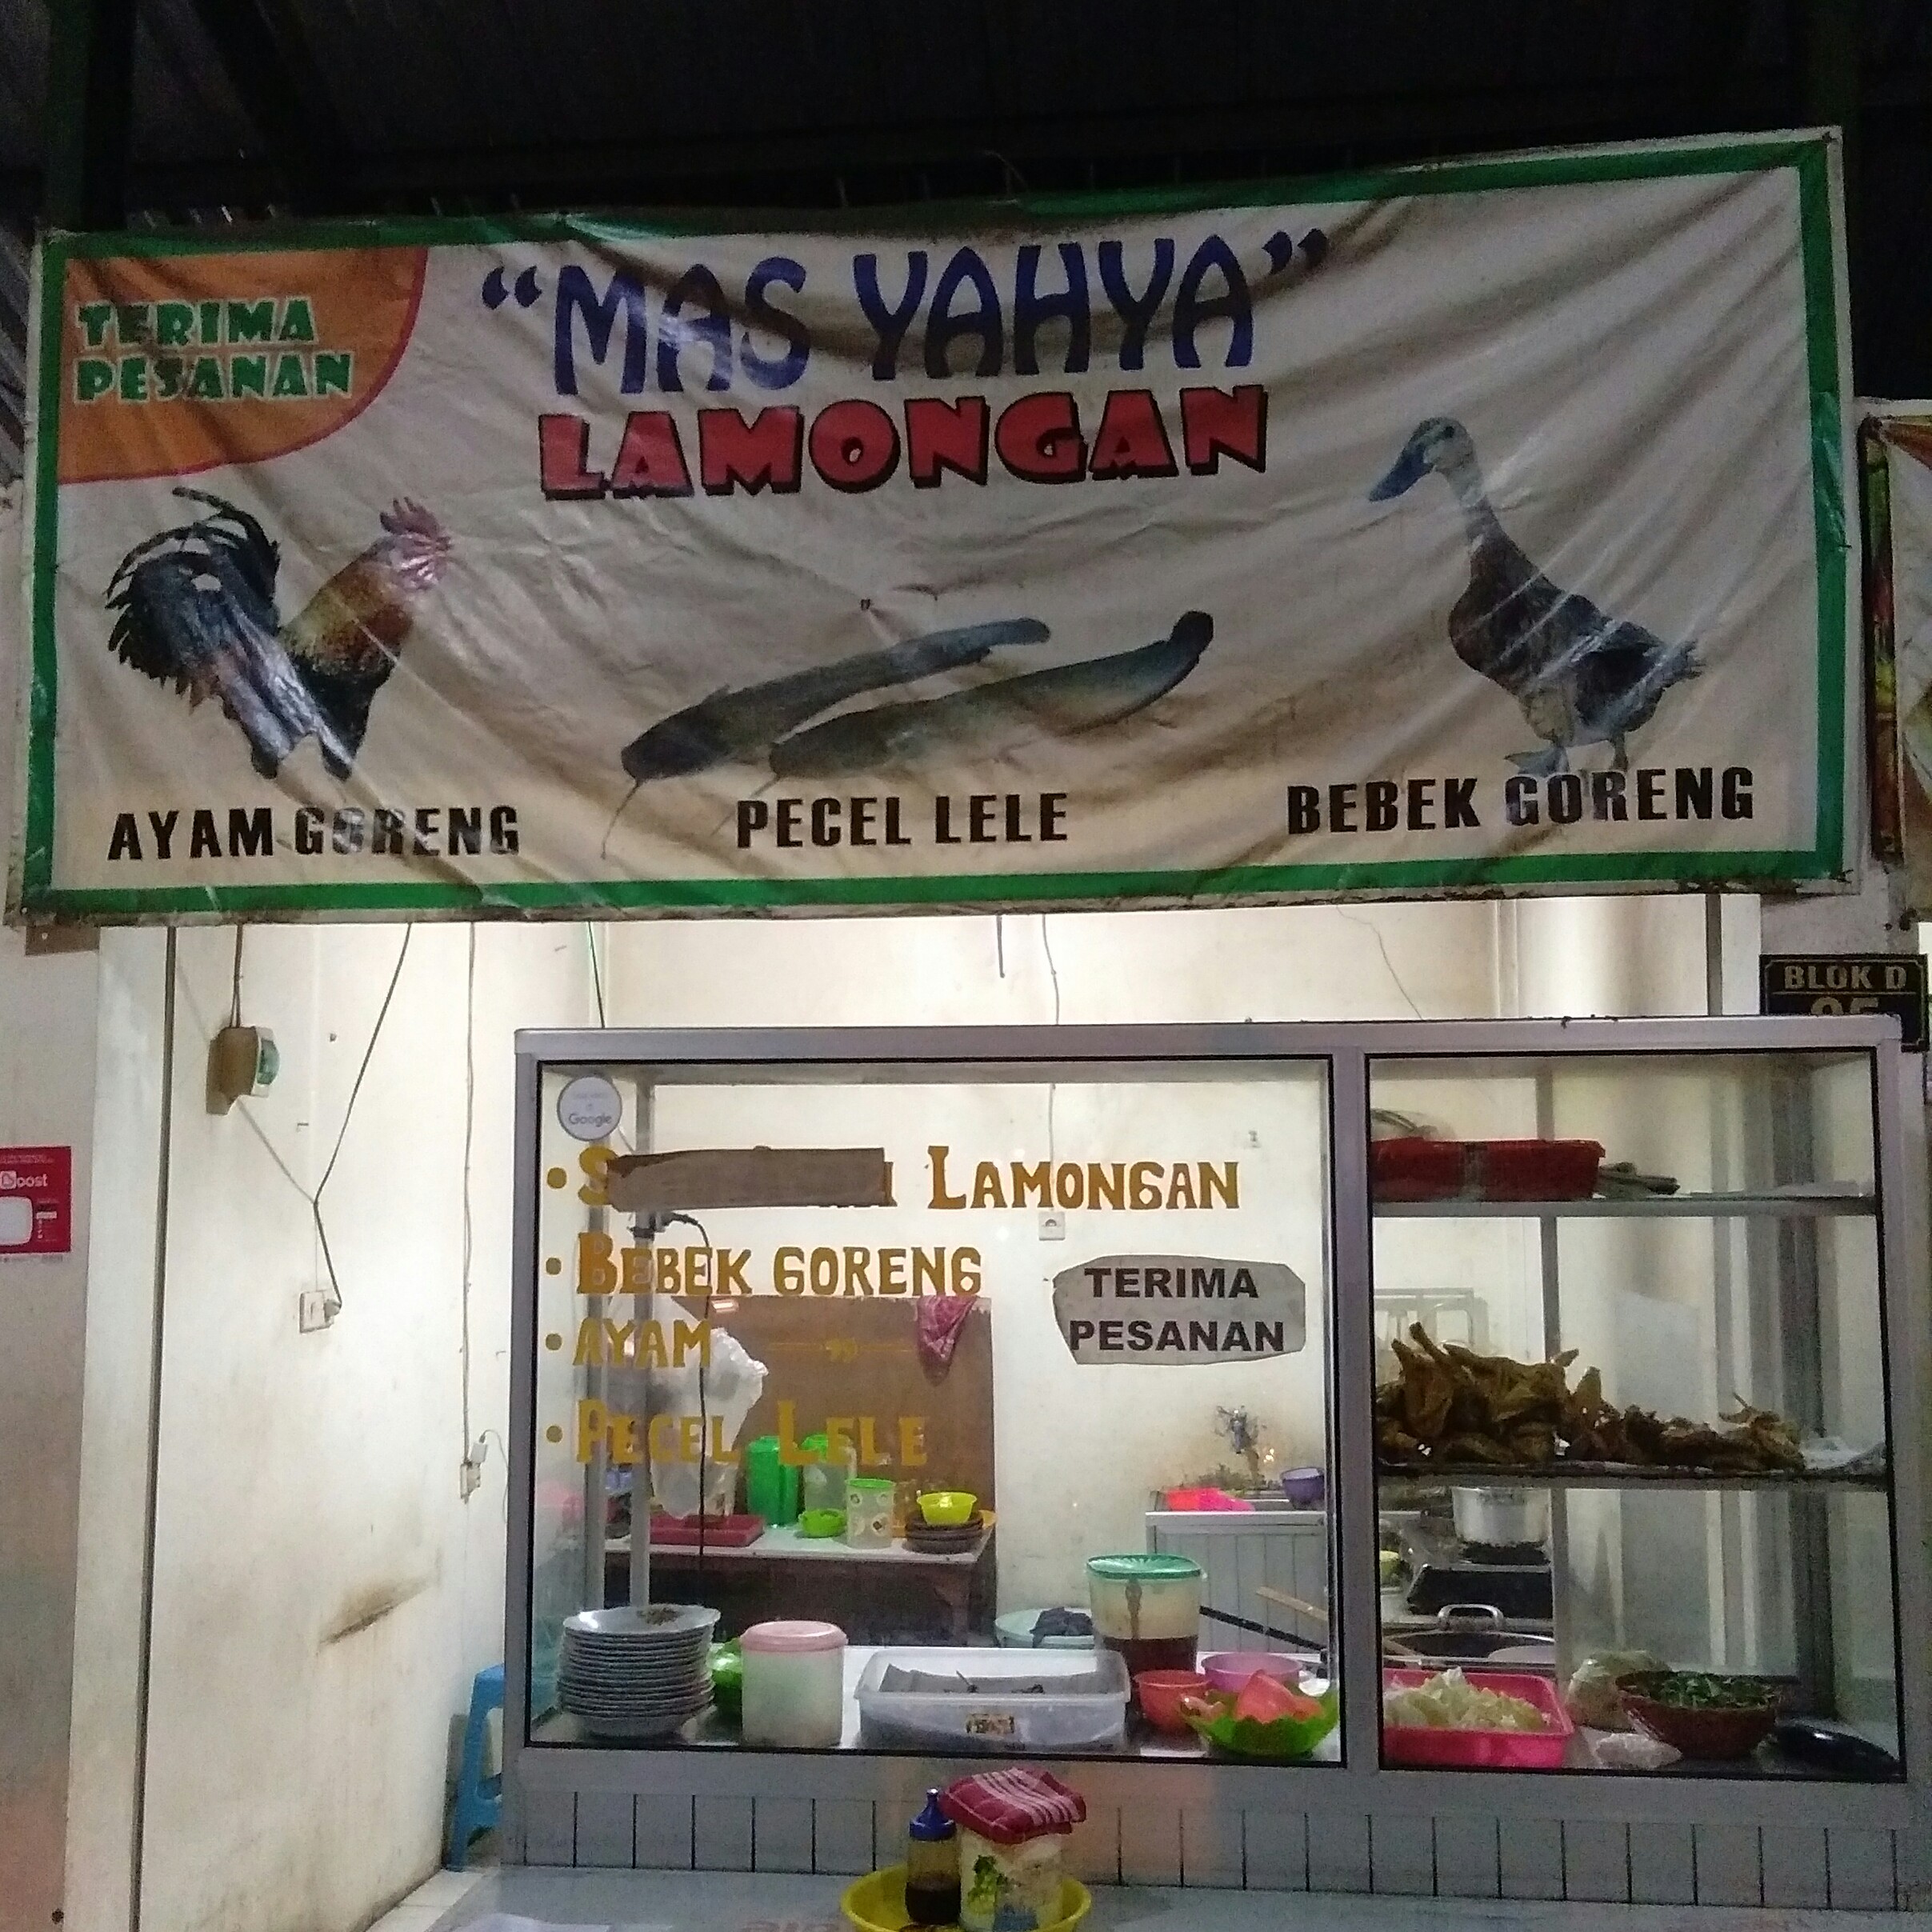 TERIMA
PESANAN
"MAS YAHYA"
LAMONGAN
AYAM GORENG
PECEL LELE
BEBEK GORENG
BLOK D
Google
• LAMONGAN
• BEBEK GORENG
• AYAM
• PECEL LELE
TERIMA
PESANAN